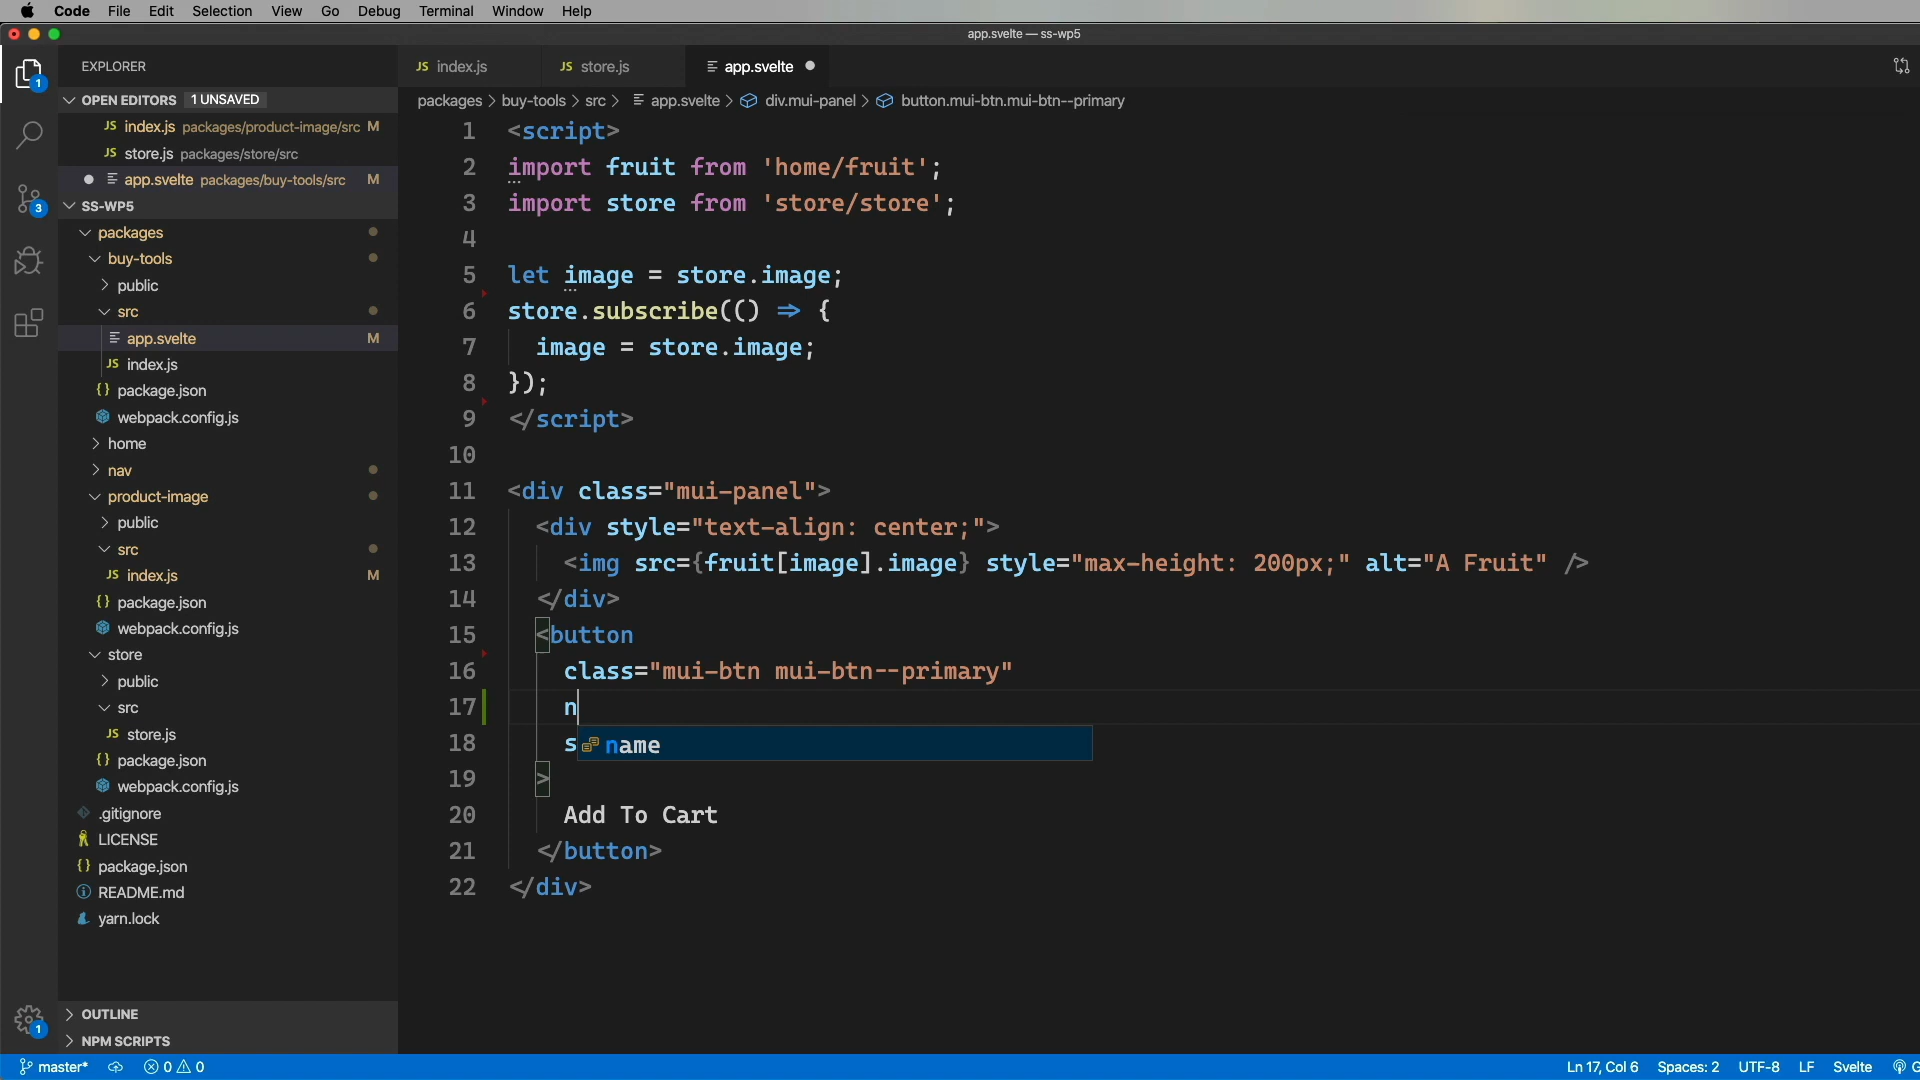 Code File Edit Selection View Go Debug Terminal Window Help
app.svelte — ss-wp5
EXPLORER
OPEN EDITORS 1 UNSAVED
JS index.js packages/product-image/src M
JS store.js packages/store/src
app.svelte packages/buy-tools/src M
SS-WP5
packages
buy-tools
public
src
app.svelte M
JS index.js
{} package.json
webpack.config.js
home
nav
product-image
public
src
JS index.js M
{} package.json
webpack.config.js
store
public
src
JS store.js
{} package.json
webpack.config.js
.gitignore
LICENSE
{} package.json
README.md
yarn.lock
OUTLINE
NPM SCRIPTS
1
3
1
JS index.js JS store.js app.svelte
packages > buy-tools > src > app.svelte > div.mui-panel > button.mui-btn.mui-btn--primary
1 <script>
2 import fruit from 'home/fruit';
3 import store from 'store/store';
4
5 let image = store.image;
6 store.subscribe(() => {
7 image = store.image;
8 });
9 </script>
10
11 <div class="mui-panel">
12 <div style="text-align: center;">
13 <img src={fruit[image].image} style="max-height: 200px;" alt="A Fruit" />
14 </div>
15 <button
16 class="mui-btn mui-btn--primary"
17 n
18 s name
19 >
20 Add To Cart
21 </button>
22 </div>
master* 0 0 Ln 17, Col 6 Spaces: 2 UTF-8 LF Svelte G